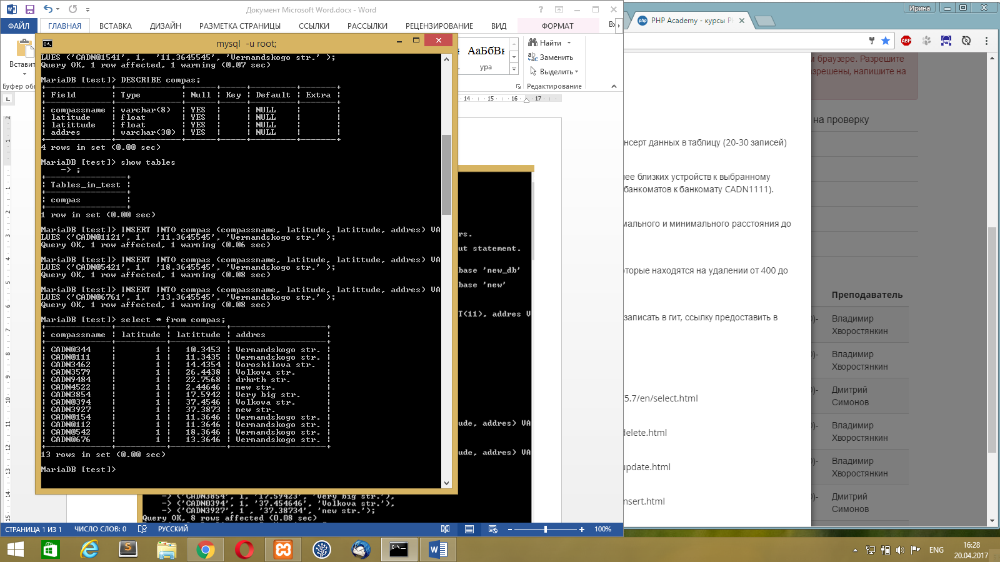 Документ Microsoft Word.docx - Word
ФАЙЛ ГЛАВНАЯ ВСТАВКА ДИЗАЙН РАЗМЕТКА СТРАНИЦЫ ССЫЛКИ РАССЫЛКИ РЕЦЕНЗИРОВАНИЕ ВИД ФОРМАТ
Вставит
Буфер об
АаБбВ
ура
Найти
Заменить
Выделить
Редактирование
14 15 16 17
mysql -u root;
LUES ('CADN01541', 1, '11.3645545', 'Vernandskogo str.' );
Query OK, 1 row affected, 1 warning (0.07 sec)
MariaDB [test]> DESCRIBE compas;
| Field | Type | Null | Key | Default | Extra |
| compassname | varchar(8) | YES | | NULL | |
| latitude | float | YES | | NULL | |
| latittude | float | YES | | NULL | |
| addres | varchar(30) | YES | | NULL | |
4 rows in set (0.00 sec)
MariaDB [test]> show tables
-> ;
| Tables_in_test |
| compas |
1 row in set (0.00 sec)
MariaDB [test]> INSERT INTO compas (compassname, latitude, latittude, addres) VA
LUES ('CADN01121', 1, '11.3645545', 'Vernandskogo str.' );
Query OK, 1 row affected, 1 warning (0.06 sec)
MariaDB [test]> INSERT INTO compas (compassname, latitude, latittude, addres) VA
LUES ('CADN05421', 1, '18.3645545', 'Vernandskogo str.' );
Query OK, 1 row affected, 1 warning (0.08 sec)
MariaDB [test]> INSERT INTO compas (compassname, latitude, latittude, addres) VA
LUES ('CADN06761', 1, '13.3645545', 'Vernandskogo str.' );
Query OK, 1 row affected, 1 warning (0.08 sec)
MariaDB [test]> select * from compas;
| compassname | latitude | latittude | addres |
| CADN0344 | 1 | 10.3453 | Vernandskogo str. |
| CADN0111 | 1 | 11.3435 | Vernandskogo str. |
| CADN3462 | 1 | 14.4354 | Voroshilova str. |
| CADN3579 | 1 | 26.4438 | Volkova str. |
| CADN9484 | 1 | 22.7568 | drhrth str. |
| CADN4522 | 1 | 2.44646 | new str. |
| CADN3854 | 1 | 17.5942 | Very big str. |
| CADN0394 | 1 | 37.4546 | Volkova str. |
| CADN3927 | 1 | 37.3873 | new str. |
| CADN0154 | 1 | 11.3646 | Vernandskogo str. |
| CADN0112 | 1 | 11.3646 | Vernandskogo str. |
| CADN0542 | 1 | 18.3646 | Vernandskogo str. |
| CADN0676 | 1 | 13.3646 | Vernandskogo str. |
13 rows in set (0.00 sec)
MariaDB [test]>
rs.
ut statement.
base 'new_db'
base 'new'
T(11), addres V
ude, addres) VA
ude, addres) VA
-> ('CADN3854', 1, '17.59423', 'Very big str.'),
-> ('CADN0394', 1, '37.454646', 'Volkova str.'),
-> ('CADN3927', 1 , '37.38734', 'new str.');
Query OK, 8 rows affected (0.08 sec)
СТРАНИЦА 1 ИЗ 1 ЧИСЛО СЛОВ: 0 РУССКИЙ 100%
Ирина
PHP Academy - курсы P
ABP
м браузере. Разрешите
зрешены, напишите на
на проверку
нсерт данных в таблицу (20-30 записей)
лее близких устройств к выбранному
банкоматов к банкомату CADN1111).
мального и минимального расстояния до
оторые находятся на удалении от 400 до
записать в гит, ссылку предоставить в
/5.7/en/select.html
delete.html
update.html
nsert.html
Преподаватель
)- Владимир
Хворостянкин
)- Владимир
Хворостянкин
)- Дмитрий
Симонов
)- Владимир
Хворостянкин
)- Владимир
Хворостянкин
)- Дмитрий
Симонов
ENG
16:28
20.04.2017